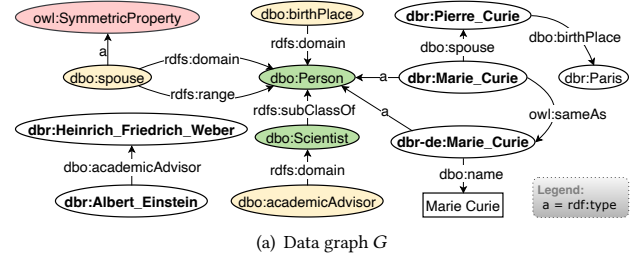 owl:SymmetricProperty
a
dbo:spouse
rdfs:domain
rdfs:range
dbo:birthPlace
rdfs:domain
dbo:Person
rdfs:subClassOf
dbo:Scientist
rdfs:domain
dbo:academicAdvisor
dbr:Heinrich_Friedrich_Weber
dbo:academicAdvisor
dbr:Albert_Einstein
dbr:Pierre_Curie
dbo:birthPlace
dbo:spouse
a
dbr:Marie_Curie
dbr:Paris
owl:sameAs
a
dbr-de:Marie_Curie
dbo:name
Marie Curie
Legend:
a = rdf:type
(a) Data graph G